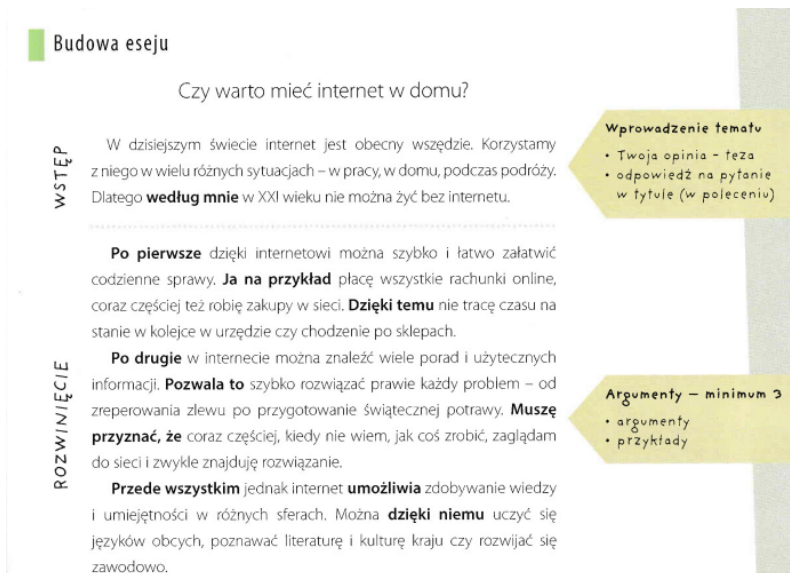 Budowa eseju
Czy warto mieć internet w domu?
WSTĘP
W dzisiejszym świecie internet jest obecny wszędzie. Korzystamy
z niego w wielu różnych sytuacjach – w pracy, w domu, podczas podróży.
Dlatego według mnie w XXI wieku nie można żyć bez internetu.
Wprowadzenie tematu
• Twoja opinia – teza
• odpowiedź na pytanie
w tytule (w poleceniu)
ROZWINIĘCIE
Po pierwsze dzięki internetowi można szybko i łatwo załatwić
codzienne sprawy. Ja na przykład płacę wszystkie rachunki online,
coraz częściej też robię zakupy w sieci. Dzięki temu nie tracę czasu na
stanie w kolejce w urzędzie czy chodzenie po sklepach.
Po drugie w internecie można znaleźć wiele porad i użytecznych
informacji. Pozwala to szybko rozwiązać prawie każdy problem – od
zreperowania zlewu po przygotowanie świątecznej potrawy. Muszę
przyznać, że coraz częściej, kiedy nie wiem, jak coś zrobić, zaglądam
do sieci i zwykle znajduję rozwiązanie.
Przede wszystkim jednak internet umożliwia zdobywanie wiedzy
i umiejętności w różnych sferach. Można dzięki niemu uczyć się
języków obcych, poznawać literaturę i kulturę kraju czy rozwijać się
zawodowo.
Argumenty – minimum 3
• argumenty
• przykłady